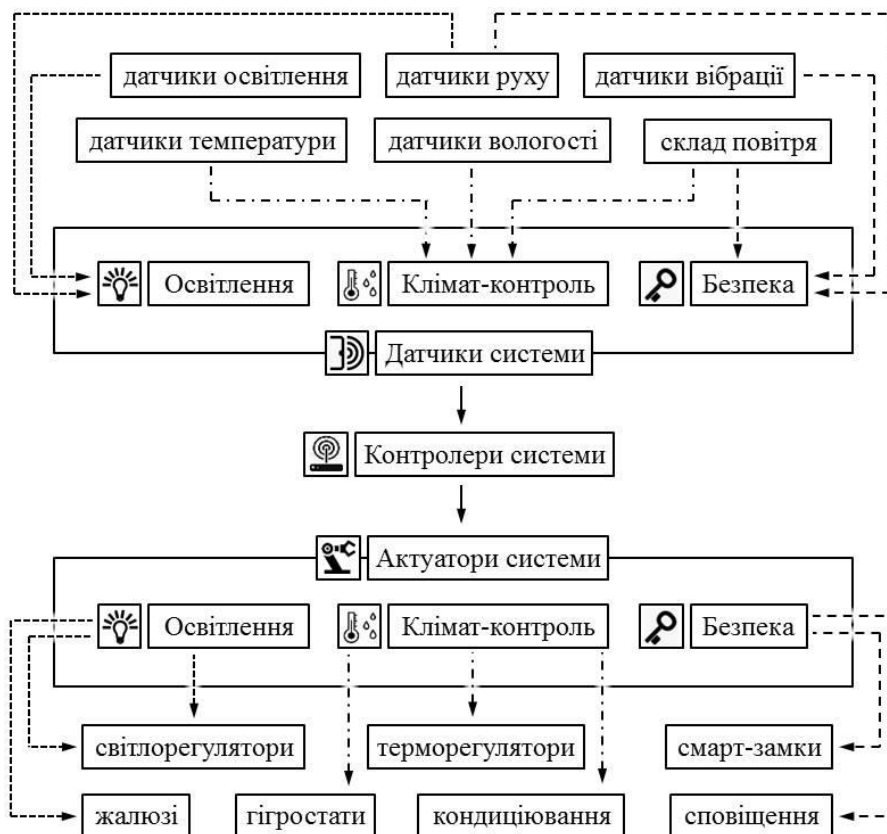 датчики освітлення
датчики руху
датчики вібрації
датчики температури
датчики вологості
склад повітря
Освітлення
Клімат-контроль
Безпека
Датчики системи
Контролери системи
Актуатори системи
Освітлення
Клімат-контроль
Безпека
світлорегулятори
терморегулятори
смарт-замки
жалюзі
гігростати
кондиціювання
сповіщення